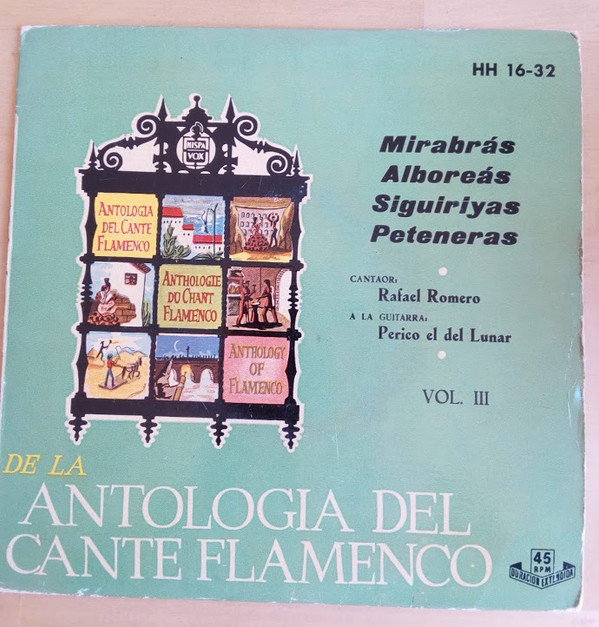 HH 16-32
HISPA
VOX
Mirabrás
Alboreás
Siguiriyas
Peteneras
CANTAOR:
Rafael Romero
A LA GUITARRA:
Perico el del Lunar
VOL. III
ANTOLOGIA
DEL CANTE
FLAMENCO
ANTHOLOGIE
DU CHANT
FLAMENCO
ANTHOLOGY
OF
FLAMENCO
DE LA
ANTOLOGIA DEL
CANTE FLAMENCO
45
RPM
DURACION EXTENDIDA